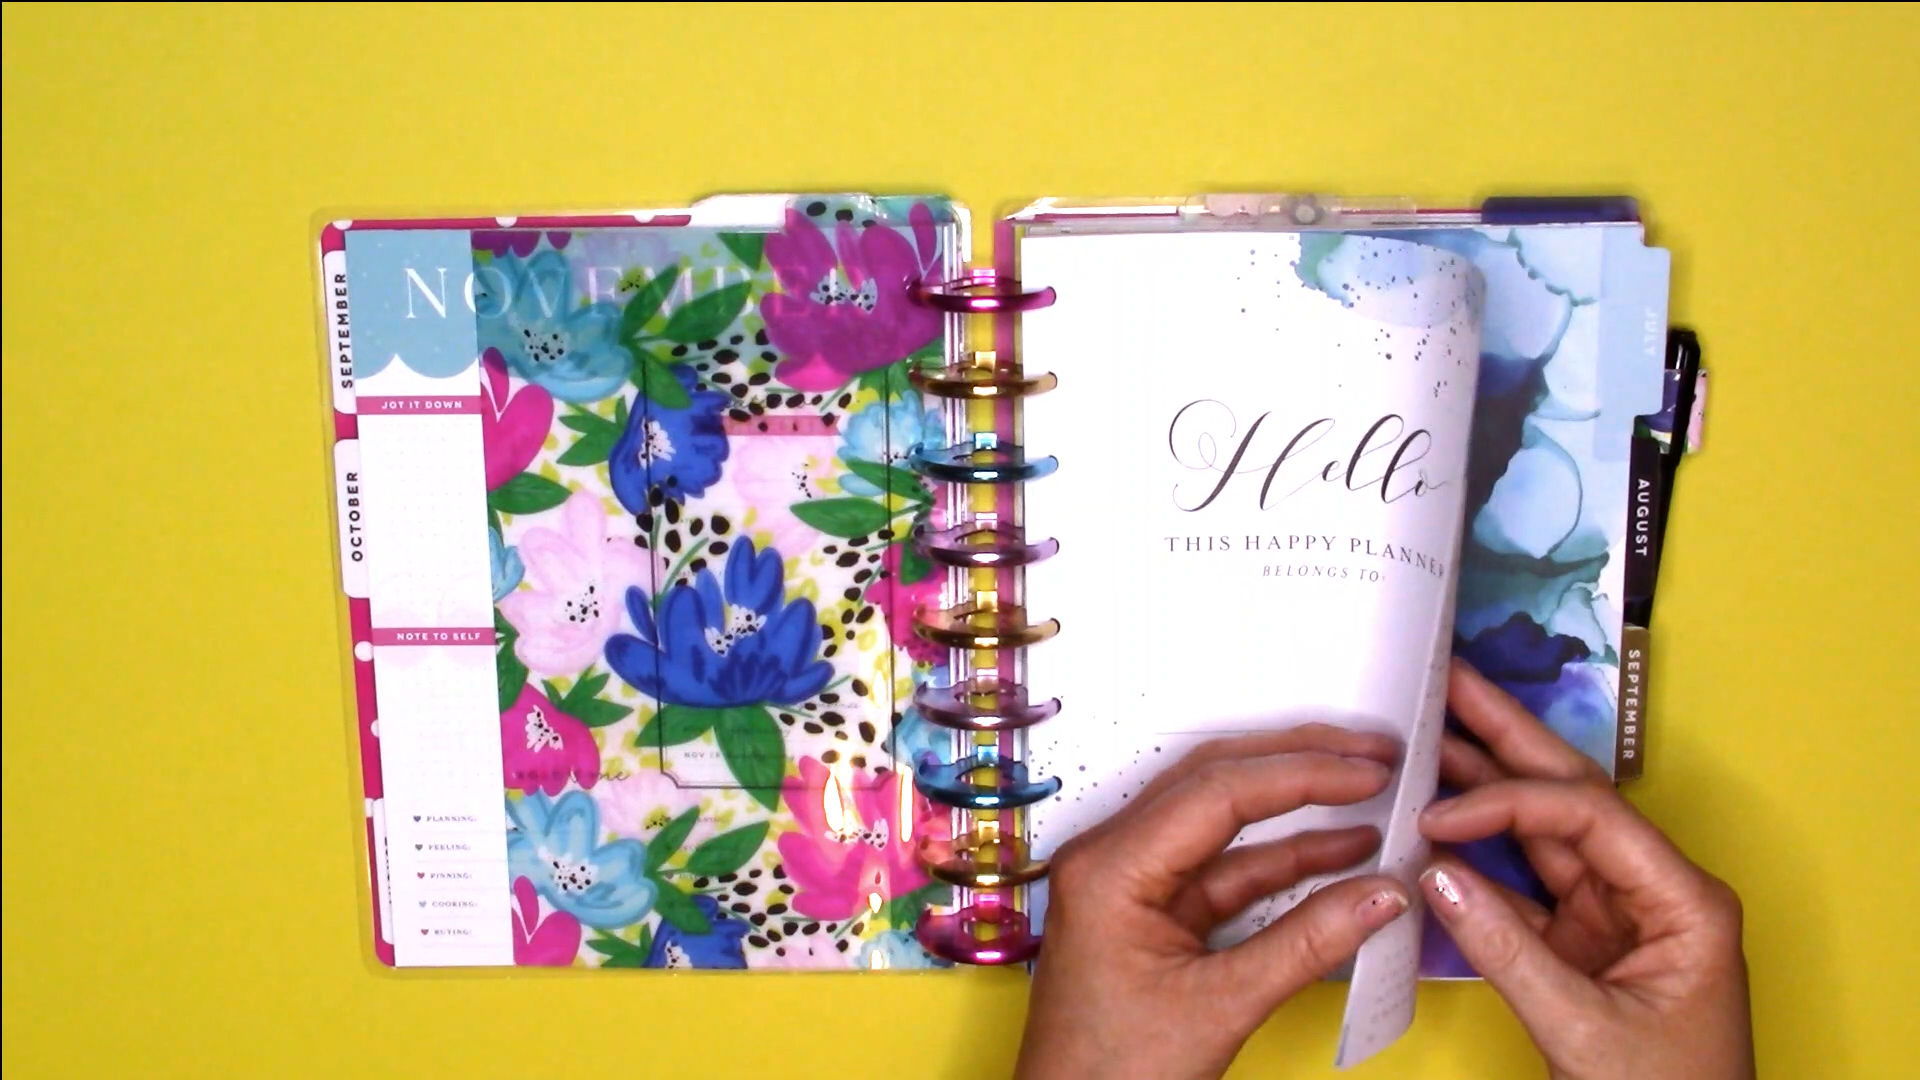 SEPTEMBER
OCTOBER
NOVEMBER
JOT IT DOWN
NOTE TO SELF
PLANNING:
FEELING:
PINNING:
COOKING:
BUYING:
Hello
THIS HAPPY PLANNER
BELONGS TO:
JULY
AUGUST
SEPTEMBER